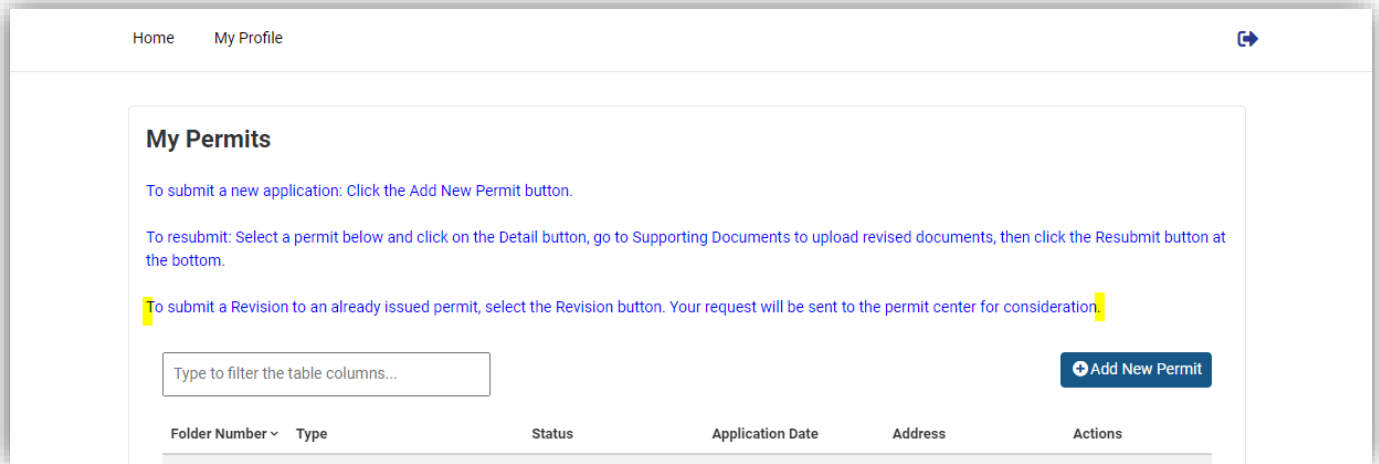 Home My Profile
My Permits
To submit a new application: Click the Add New Permit button.
To resubmit: Select a permit below and click on the Detail button, go to Supporting Documents to upload revised documents, then click the Resubmit button at
the bottom.
To submit a Revision to an already issued permit, select the Revision button. Your request will be sent to the permit center for consideration.
Type to filter the table columns... Add New Permit
Folder Number Type Status Application Date Address Actions